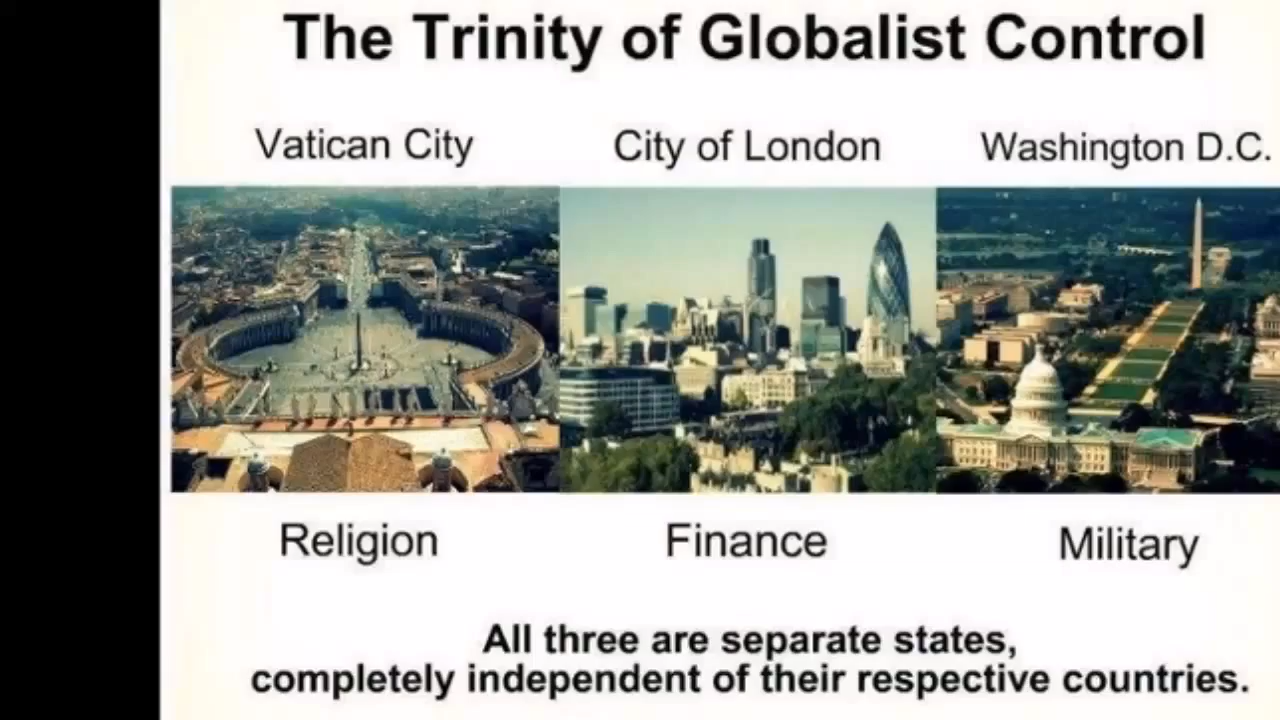 The Trinity of Globalist Control
Vatican City City of London Washington D.C.
Religion Finance Military
All three are separate states,
completely independent of their respective countries.